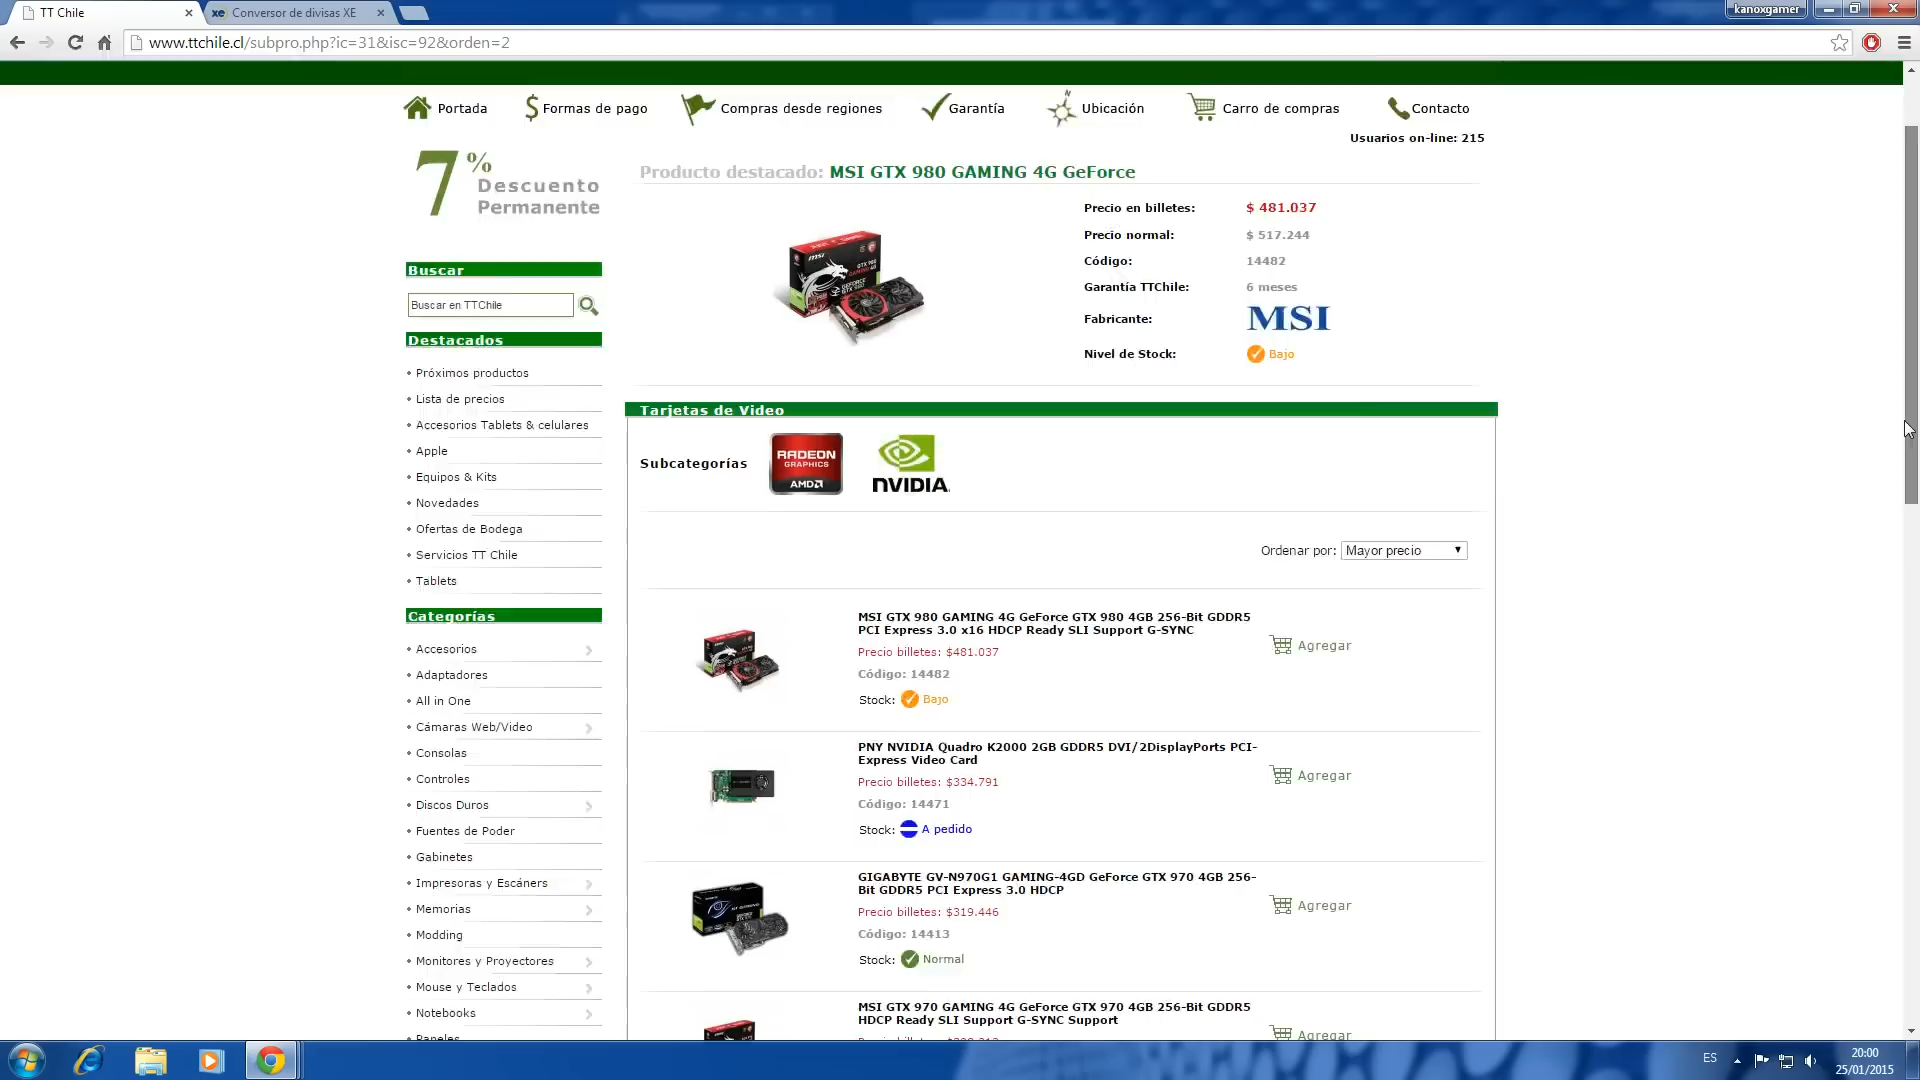 TT Chile
Conversor de divisas XE
kanoxgamer
www.ttchile.cl/subpro.php?ic=31&isc=92&orden=2
Portada
Formas de pago
Compras desde regiones
Garantía
Ubicación
Carro de compras
Contacto
Usuarios on-line: 215
7%
Descuento
Permanente
Producto destacado: MSI GTX 980 GAMING 4G GeForce
Precio en billetes: $ 481.037
Precio normal: $ 517.244
Código: 14482
Garantía TTChile: 6 meses
Fabricante: MSI
Nivel de Stock: Bajo
Buscar
Buscar en TTChile
Destacados
Próximos productos
Lista de precios
Accesorios Tablets & celulares
Apple
Equipos & Kits
Novedades
Ofertas de Bodega
Servicios TT Chile
Tablets
Categorías
Accesorios
Adaptadores
All in One
Cámaras Web/Video
Consolas
Controles
Discos Duros
Fuentes de Poder
Gabinetes
Impresoras y Escáners
Memorias
Modding
Monitores y Proyectores
Mouse y Teclados
Notebooks
Paneles
Tarjetas de Video
Subcategorías
RADEON
GRAPHICS
AMD
NVIDIA.
Ordenar por: Mayor precio
MSI GTX 980 GAMING 4G GeForce GTX 980 4GB 256-Bit GDDR5
PCI Express 3.0 x16 HDCP Ready SLI Support G-SYNC
Precio billetes: $481.037
Código: 14482
Stock: Bajo
Agregar
PNY NVIDIA Quadro K2000 2GB GDDR5 DVI/2DisplayPorts PCI-
Express Video Card
Precio billetes: $334.791
Código: 14471
Stock: A pedido
Agregar
GIGABYTE GV-N970G1 GAMING-4GD GeForce GTX 970 4GB 256-
Bit GDDR5 PCI Express 3.0 HDCP
Precio billetes: $319.446
Código: 14413
Stock: Normal
Agregar
MSI GTX 970 GAMING 4G GeForce GTX 970 4GB 256-Bit GDDR5
HDCP Ready SLI Support G-SYNC Support
Agregar
ES
20:00
25/01/2015